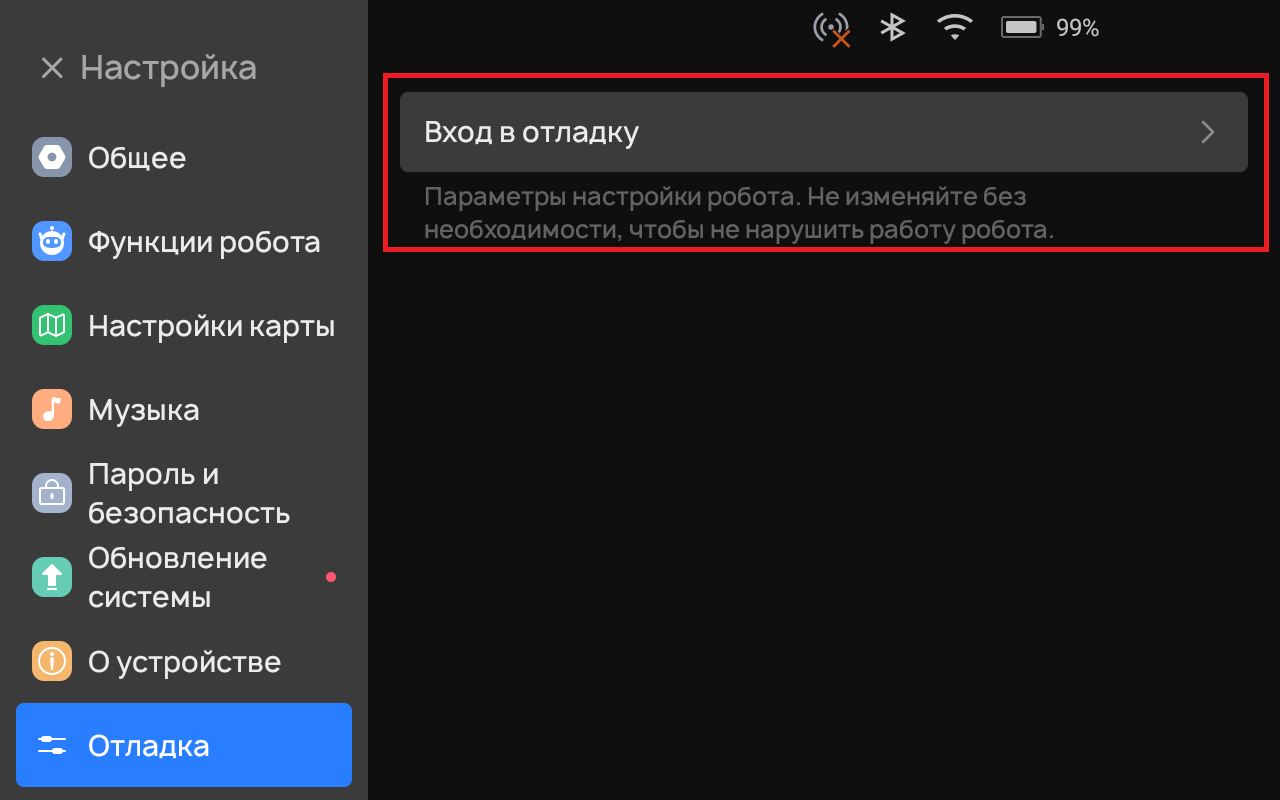 99%
Настройка
Общее
Функции робота
Настройки карты
Музыка
Пароль и
безопасность
Обновление
системы
О устройстве
Отладка
Вход в отладку
Параметры настройки робота. Не изменяйте без
необходимости, чтобы не нарушить работу робота.